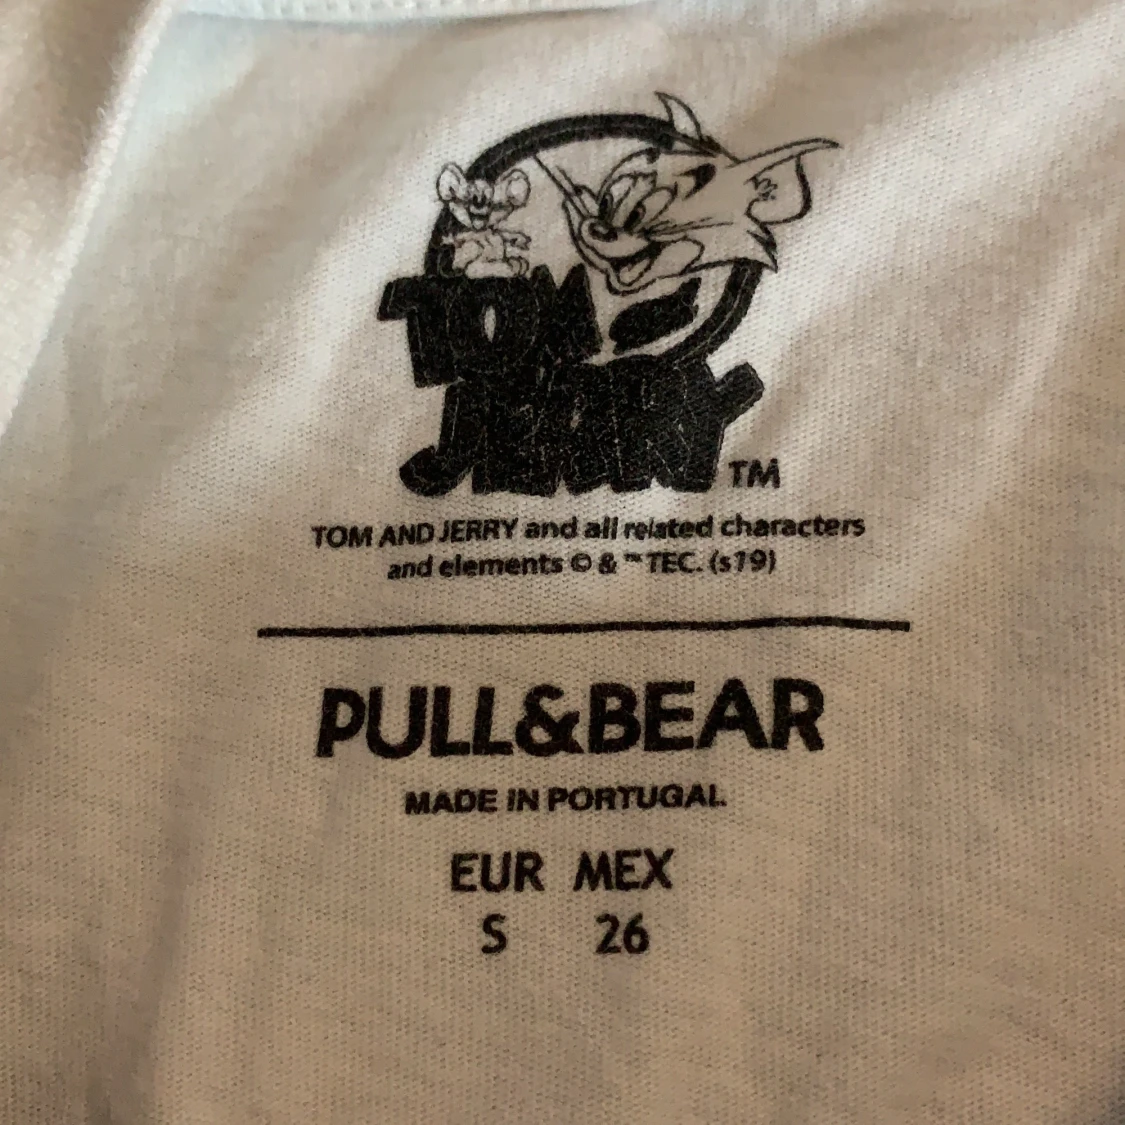 TOM
JERRY TM
TOM AND JERRY and all related characters
and elements © & ™ TEC. (s19)
PULL&BEAR
MADE IN PORTUGAL
EUR MEX
S 26